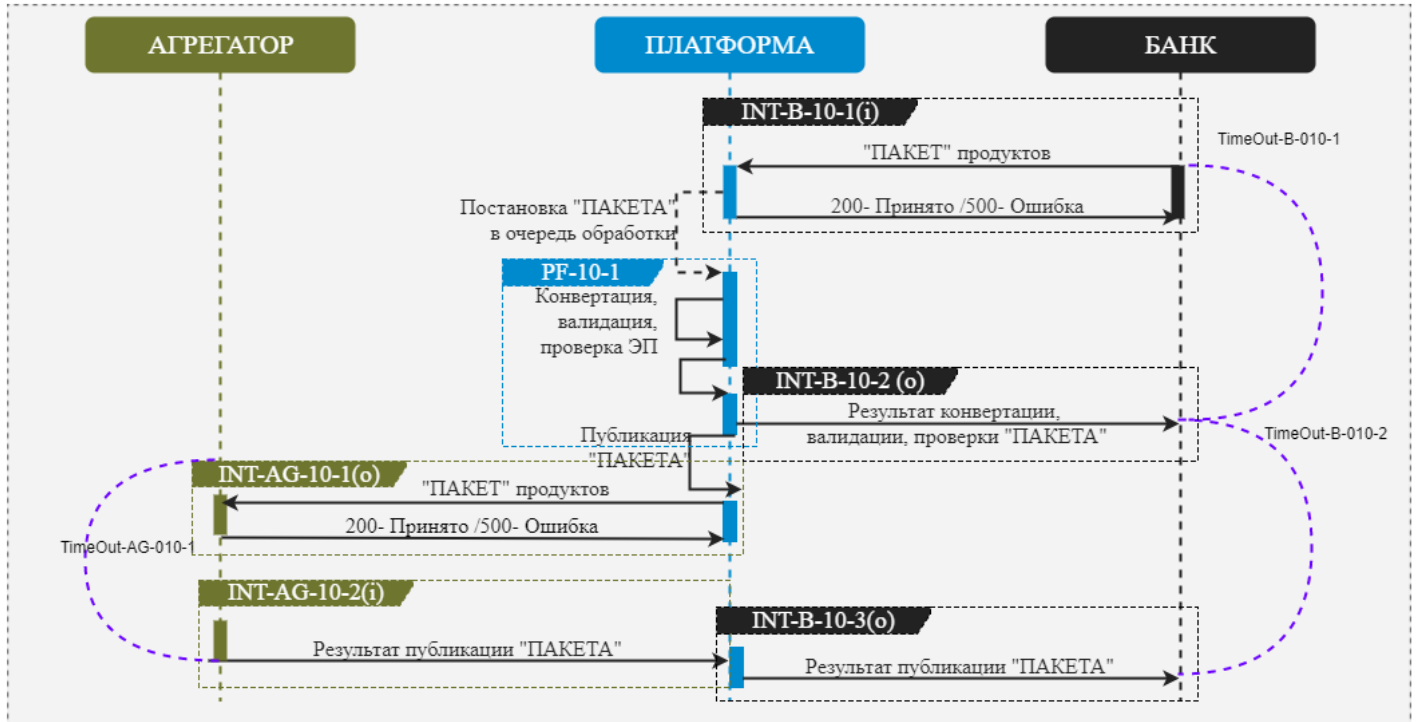 АГРЕГАТОР
ПЛАТФОРМА
БАНК
INT-B-10-1(i)
TimeOut-B-010-1
"ПАКЕТ" продуктов
Постановка "ПАКЕТА"
в очередь обработки
200- Принято /500- Ошибка
PF-10-1
Конвертация,
валидация,
проверка ЭП
INT-B-10-2 (o)
Результат конвертации,
валидации, проверки "ПАКЕТА"
TimeOut-B-010-2
Публикация
"ПАКЕТА"
INT-AG-10-1(o)
"ПАКЕТ" продуктов
200- Принято /500- Ошибка
TimeOut-AG-010-1
INT-AG-10-2(i)
Результат публикации "ПАКЕТА"
INT-B-10-3(o)
Результат публикации "ПАКЕТА"